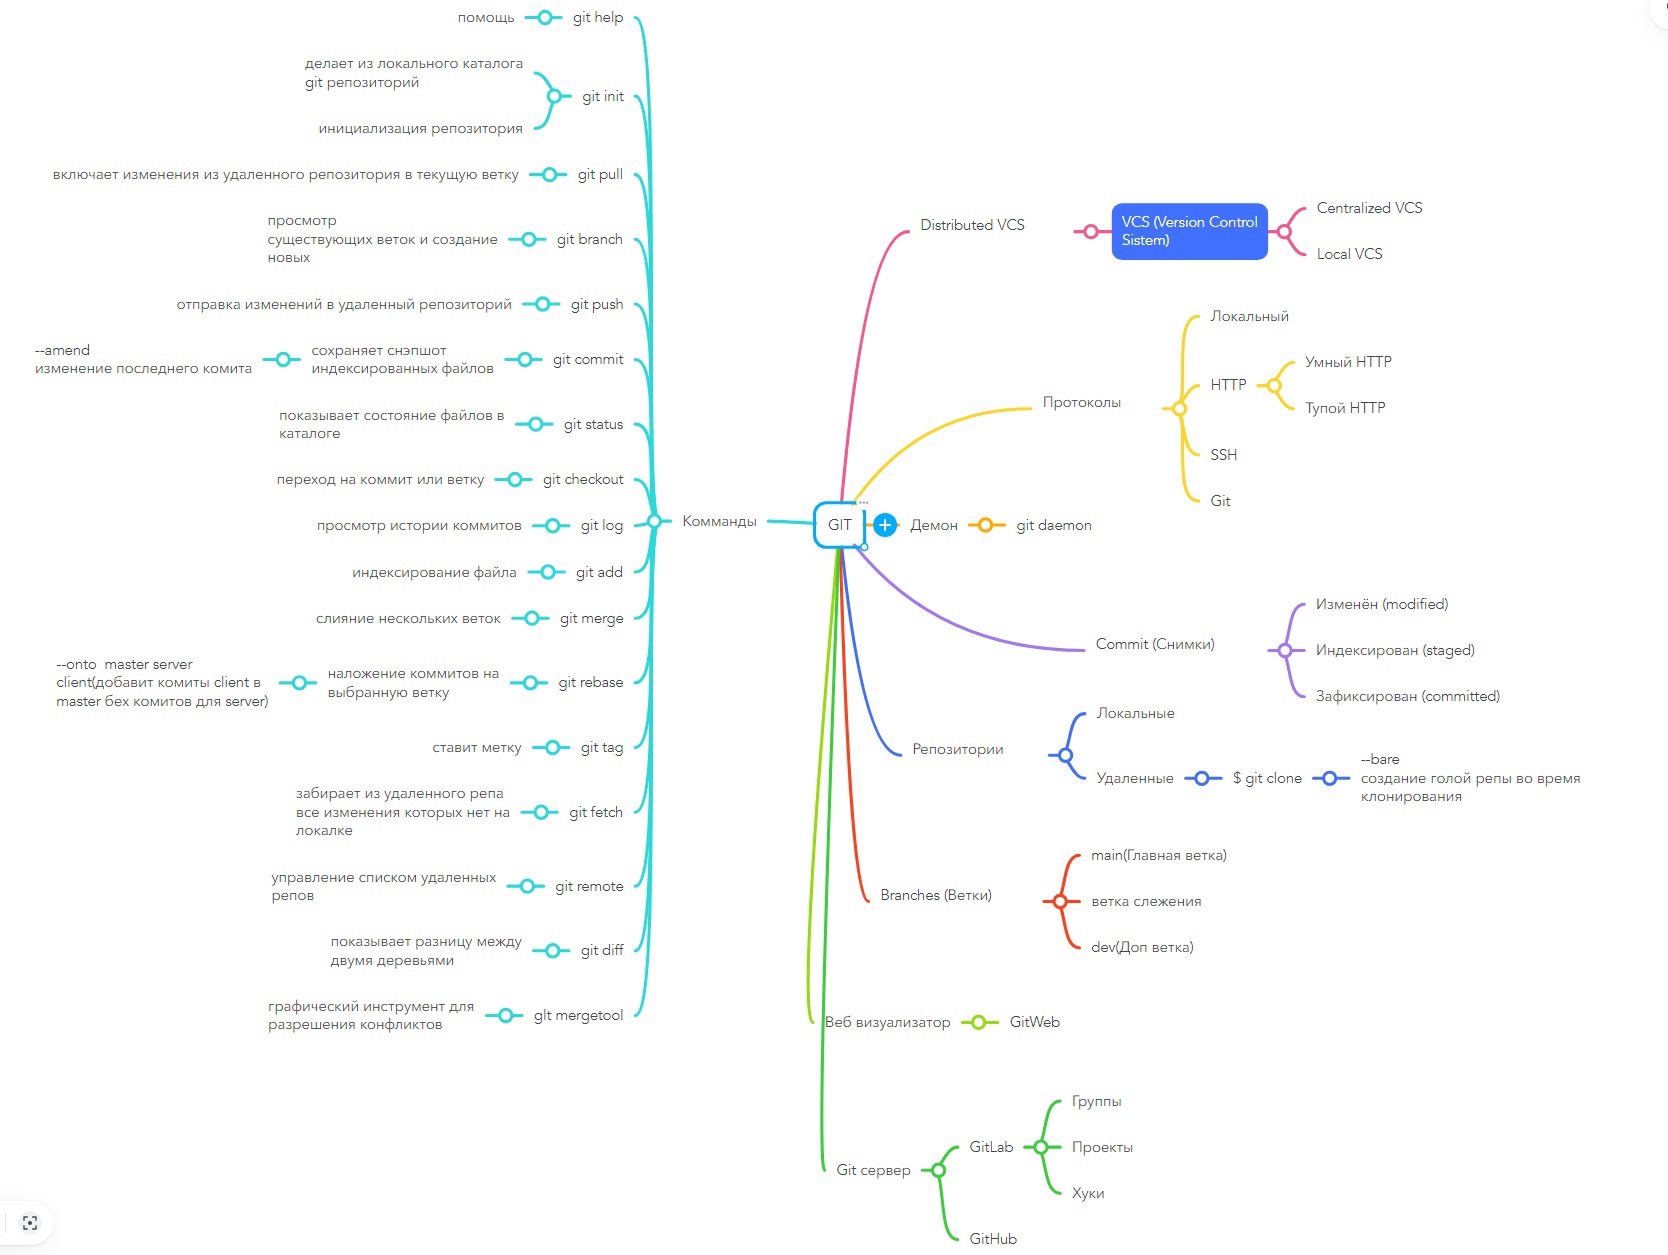 помощь
git help
делает из локального каталога
git репозиторий
git init
инициализация репозитория
включает изменения из удаленного репозитория в текущую ветку
git pull
просмотр
существующих веток и создание
новых
git branch
отправка изменений в удаленный репозиторий
git push
--amend
изменение последнего комита
сохраняет снэпшот
индексированных файлов
git commit
показывает состояние файлов в
каталоге
git status
переход на коммит или ветку
git checkout
просмотр истории коммитов
git log
индексирование файла
git add
слияние нескольких веток
git merge
--onto master server
client(добавит комиты client в
master бех комитов для server)
наложение коммитов на
выбранную ветку
git rebase
ставит метку
git tag
забирает из удаленного репа
все изменения которых нет на
локалке
git fetch
управление списком удаленных
репов
git remote
показывает разницу между
двумя деревьями
git diff
графический инструмент для
разрешения конфликтов
gIt mergetool
Комманды
GIT
Distributed VCS
VCS (Version Control
Sistem)
Centralized VCS
Local VCS
Протоколы
Локальный
HTTP
Умный HTTP
Тупой HTTP
SSH
Git
Демон
git daemon
Commit (Снимки)
Изменён (modified)
Индексирован (staged)
Зафиксирован (committed)
Репозитории
Локальные
Удаленные
$ git clone
--bare
создание голой репы во время
клонирования
Branches (Ветки)
main(Главная ветка)
ветка слежения
dev(Доп ветка)
Веб визуализатор
GitWeb
Git сервер
GitLab
Группы
Проекты
Хуки
GitHub